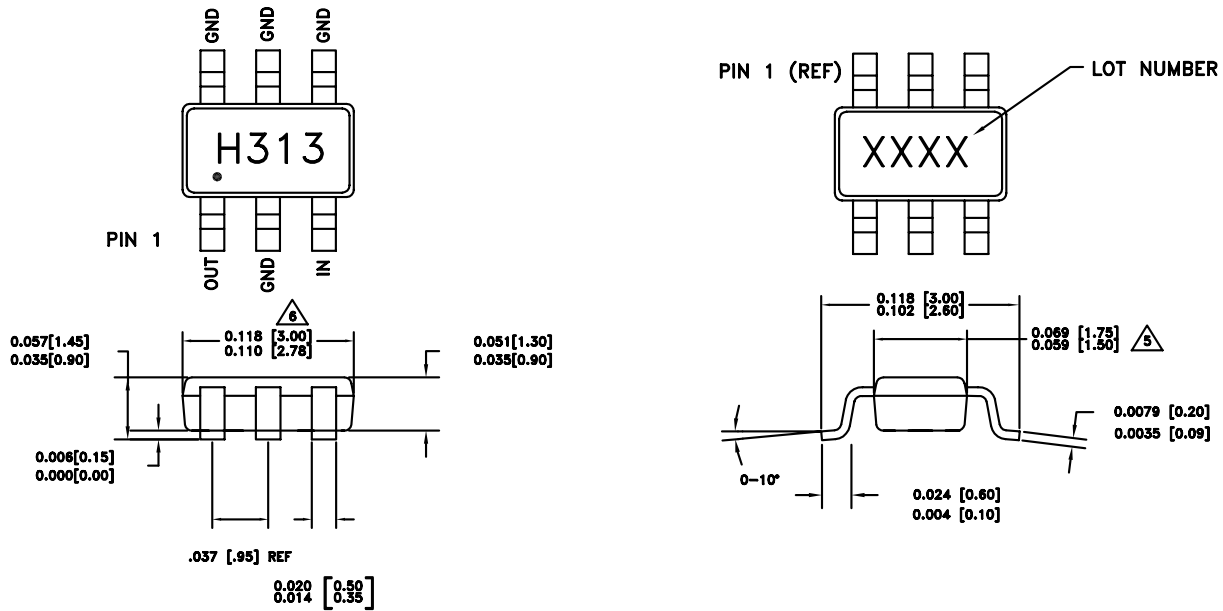 GND GND GND
H313
PIN 1
OUT GND IN
PIN 1 (REF)
LOT NUMBER
XXXX
6
0.118 [3.00]
0.110 [2.78]
0.057[1.45]
0.035[0.90]
0.051[1.30]
0.035[0.90]
0.006[0.15]
0.000[0.00]
.037 [.95] REF
0.020 [0.50]
0.014 [0.35]
0.118 [3.00]
0.102 [2.60]
0.069 [1.75]
0.059 [1.50]
5
0.0079 [0.20]
0.0035 [0.09]
0-10°
0.024 [0.60]
0.004 [0.10]